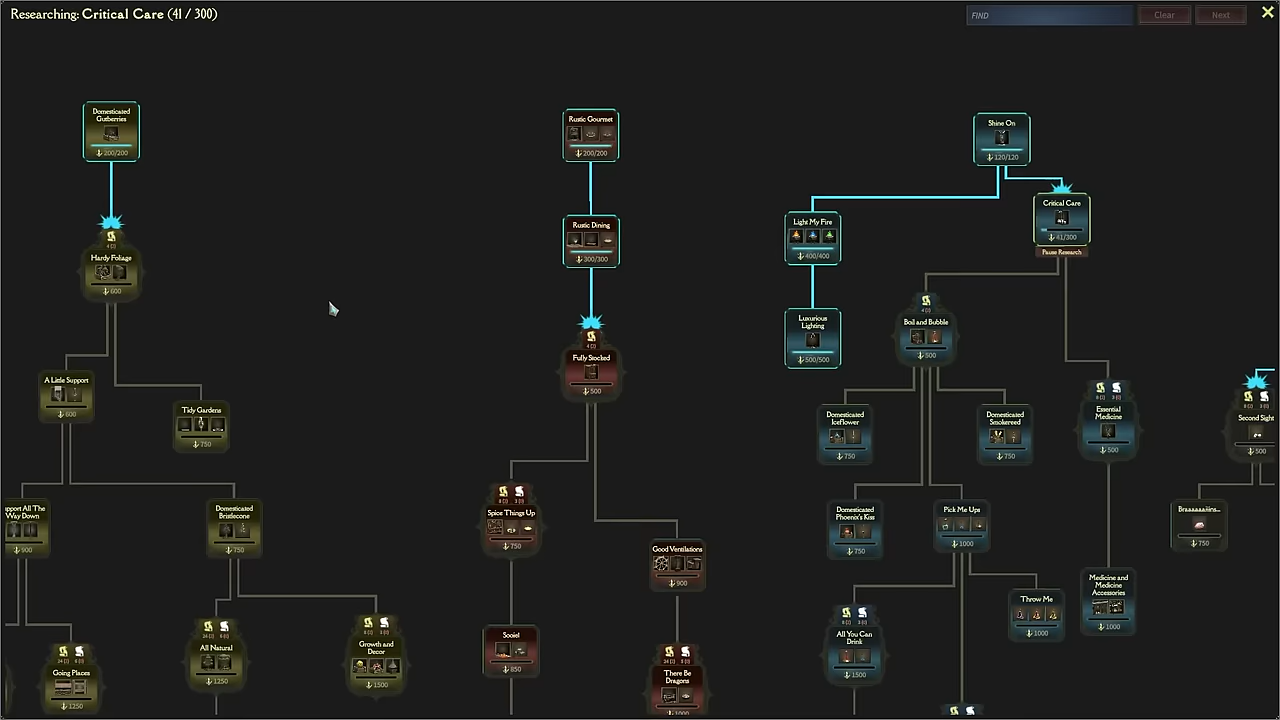 Researching: Critical Care (41 / 300)
FIND
Clear
Next
Domesticated
Gutberries
200/200
Rustic Gourmet
200/200
Shine On
120/120
Critical Care
41/300
Pause Research
Light My Fire
400/400
Rustic Dining
300/300
Hardy Foliage
600
Luxurious
Lighting
500/500
Boil and Bubble
500
Fully Stocked
500
A Little Support
600
Tidy Gardens
750
Domesticated
Iceflower
750
Domesticated
Smokereed
750
Essential
Medicine
500
Second Sight
500
pport All The
Way Down
900
Domesticated
Bristlecone
750
Spice Things Up
750
Good Ventilations
900
Domesticated
Phoenix's Kiss
750
Pick Me Ups
1000
Braaaaaaiiins...
750
Medicine and
Medicine
Accessories
1000
Throw Me
1000
Going Places
1250
All Natural
1250
Growth and
Decor
1500
Sooie!
850
There Be
Dragons
1000
All You Can
Drink
1500